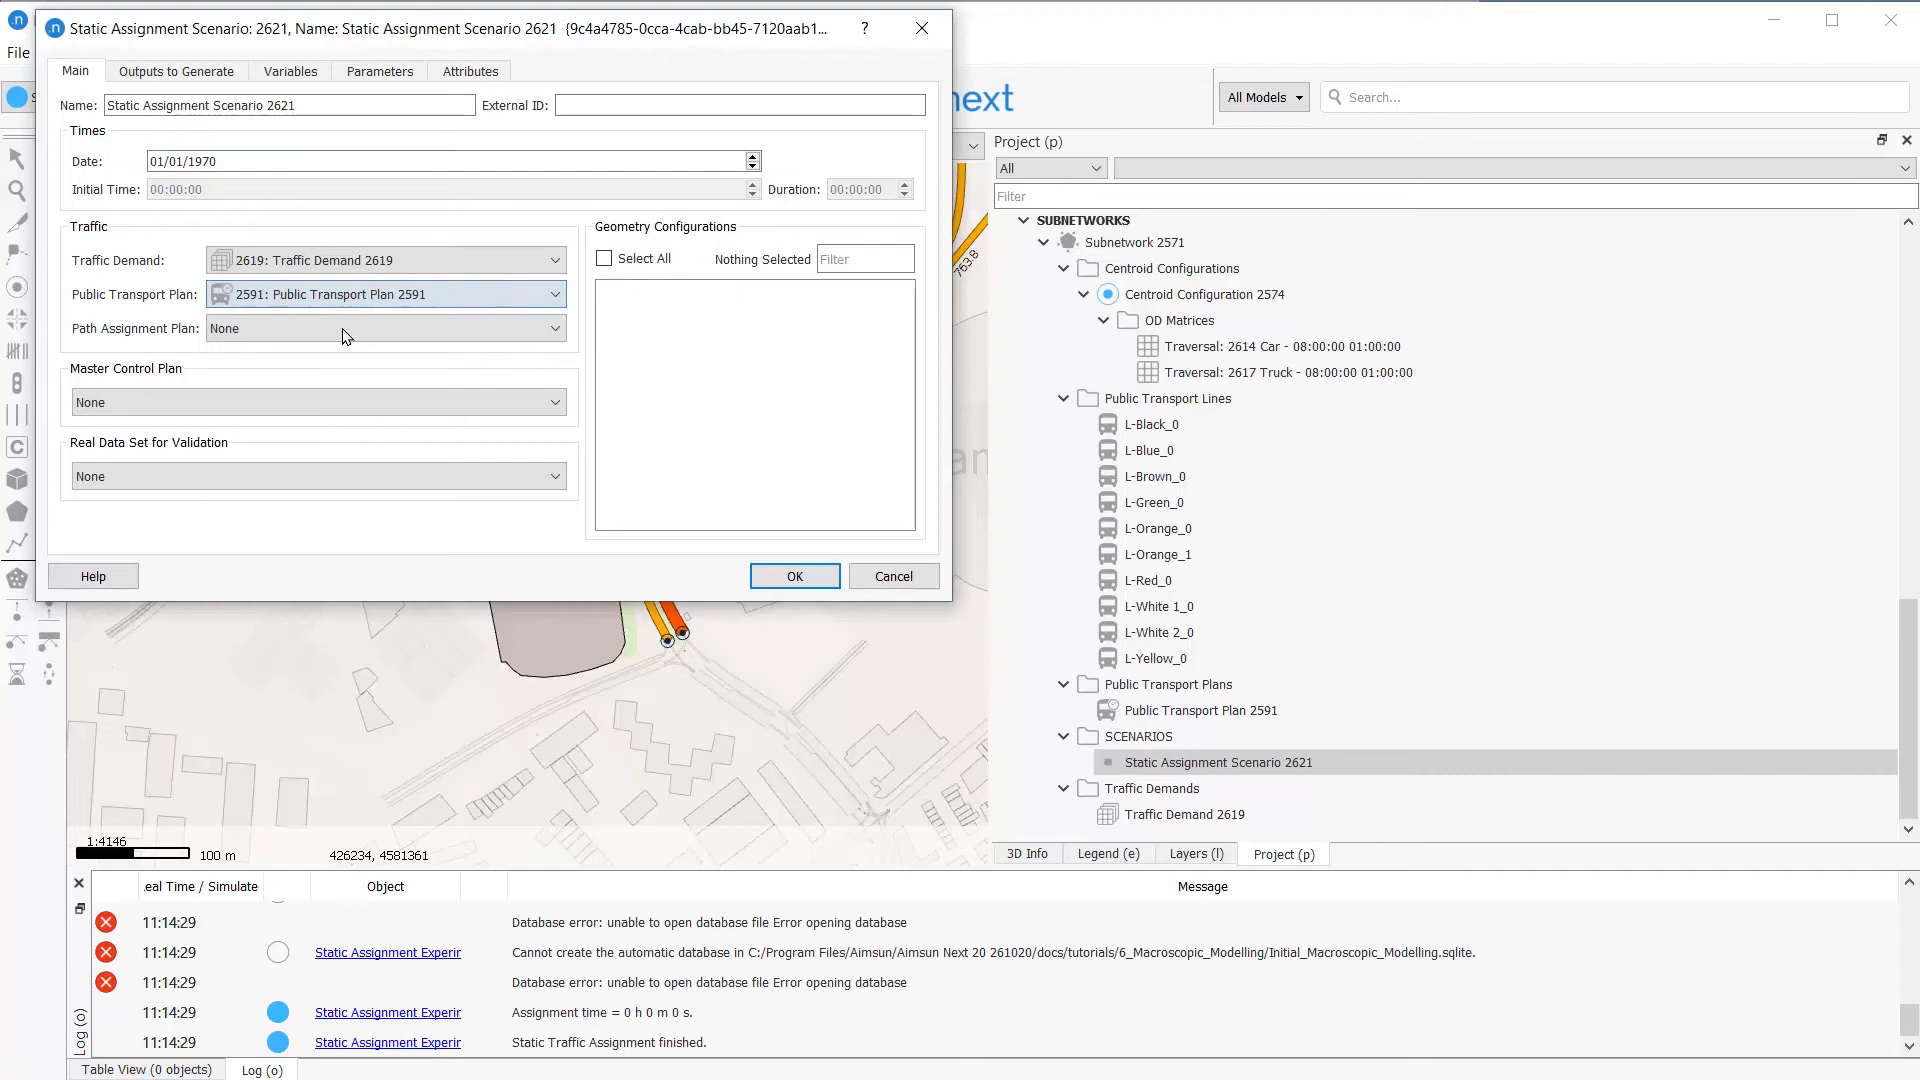 Static Assignment Scenario: 2621, Name: Static Assignment Scenario 2621 {9c4a4785-0cca-4cab-bb45-7120aab1...
?
File
Main
Outputs to Generate
Variables
Parameters
Attributes
Name:
Static Assignment Scenario 2621
External ID:
next
All Models
Search...
Times
Project (p)
Date:
01/01/1970
All
Initial Time:
00:00:00
Duration:
00:00:00
Filter
Traffic
Geometry Configurations
Traffic Demand:
2619: Traffic Demand 2619
Select All
Nothing Selected
Filter
Public Transport Plan:
2591: Public Transport Plan 2591
Path Assignment Plan:
None
Master Control Plan
None
Real Data Set for Validation
None
Help
OK
Cancel
763.8
SUBNETWORKS
Subnetwork 2571
Centroid Configurations
Centroid Configuration 2574
OD Matrices
Traversal: 2614 Car - 08:00:00 01:00:00
Traversal: 2617 Truck - 08:00:00 01:00:00
Public Transport Lines
L-Black_0
L-Blue_0
L-Brown_0
L-Green_0
L-Orange_0
L-Orange_1
L-Red_0
L-White 1_0
L-White 2_0
L-Yellow_0
Public Transport Plans
Public Transport Plan 2591
SCENARIOS
Static Assignment Scenario 2621
Traffic Demands
Traffic Demand 2619
1:4146
100 m
426234, 4581361
3D Info
Legend (e)
Layers (l)
Project (p)
eal Time / Simulate
Object
Message
11:14:29
Database error: unable to open database file Error opening database
11:14:29
Static Assignment Experir
Cannot create the automatic database in C:/Program Files/Aimsun/Aimsun Next 20 261020/docs/tutorials/6_Macroscopic_Modelling/Initial_Macroscopic_Modelling.sqlite.
11:14:29
Database error: unable to open database file Error opening database
11:14:29
Static Assignment Experir
Assignment time = 0 h 0 m 0 s.
11:14:29
Static Assignment Experir
Static Traffic Assignment finished.
Log (o)
Table View (0 objects)
Log (o)